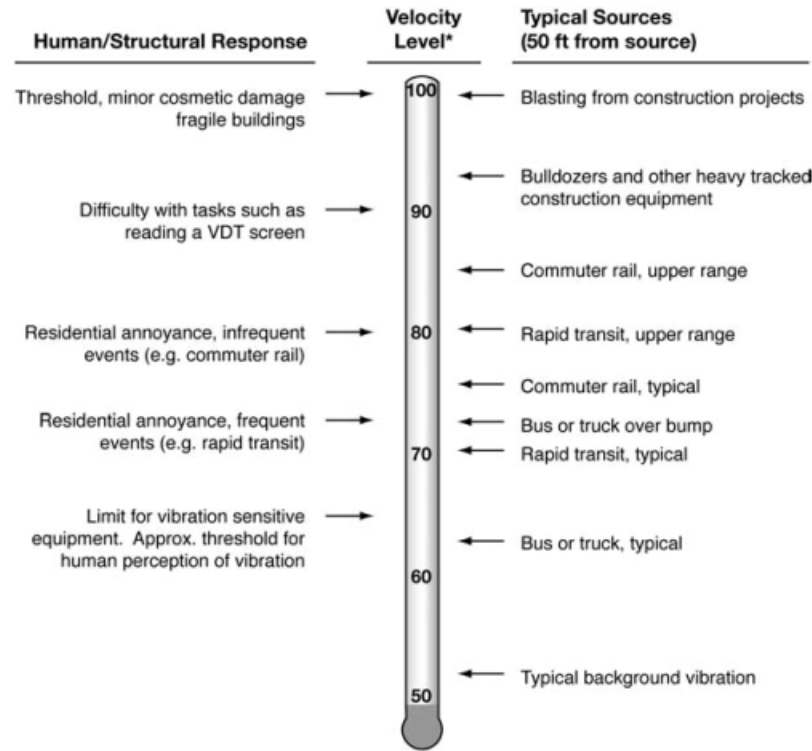 Human/Structural Response
Velocity
Level*
Typical Sources
(50 ft from source)
Threshold, minor cosmetic damage
fragile buildings
100
Blasting from construction projects
Bulldozers and other heavy tracked
construction equipment
Difficulty with tasks such as
reading a VDT screen
90
Commuter rail, upper range
Residential annoyance, infrequent
events (e.g. commuter rail)
80
Rapid transit, upper range
Commuter rail, typical
Residential annoyance, frequent
events (e.g. rapid transit)
Bus or truck over bump
70
Rapid transit, typical
Limit for vibration sensitive
equipment. Approx. threshold for
human perception of vibration
Bus or truck, typical
60
Typical background vibration
50